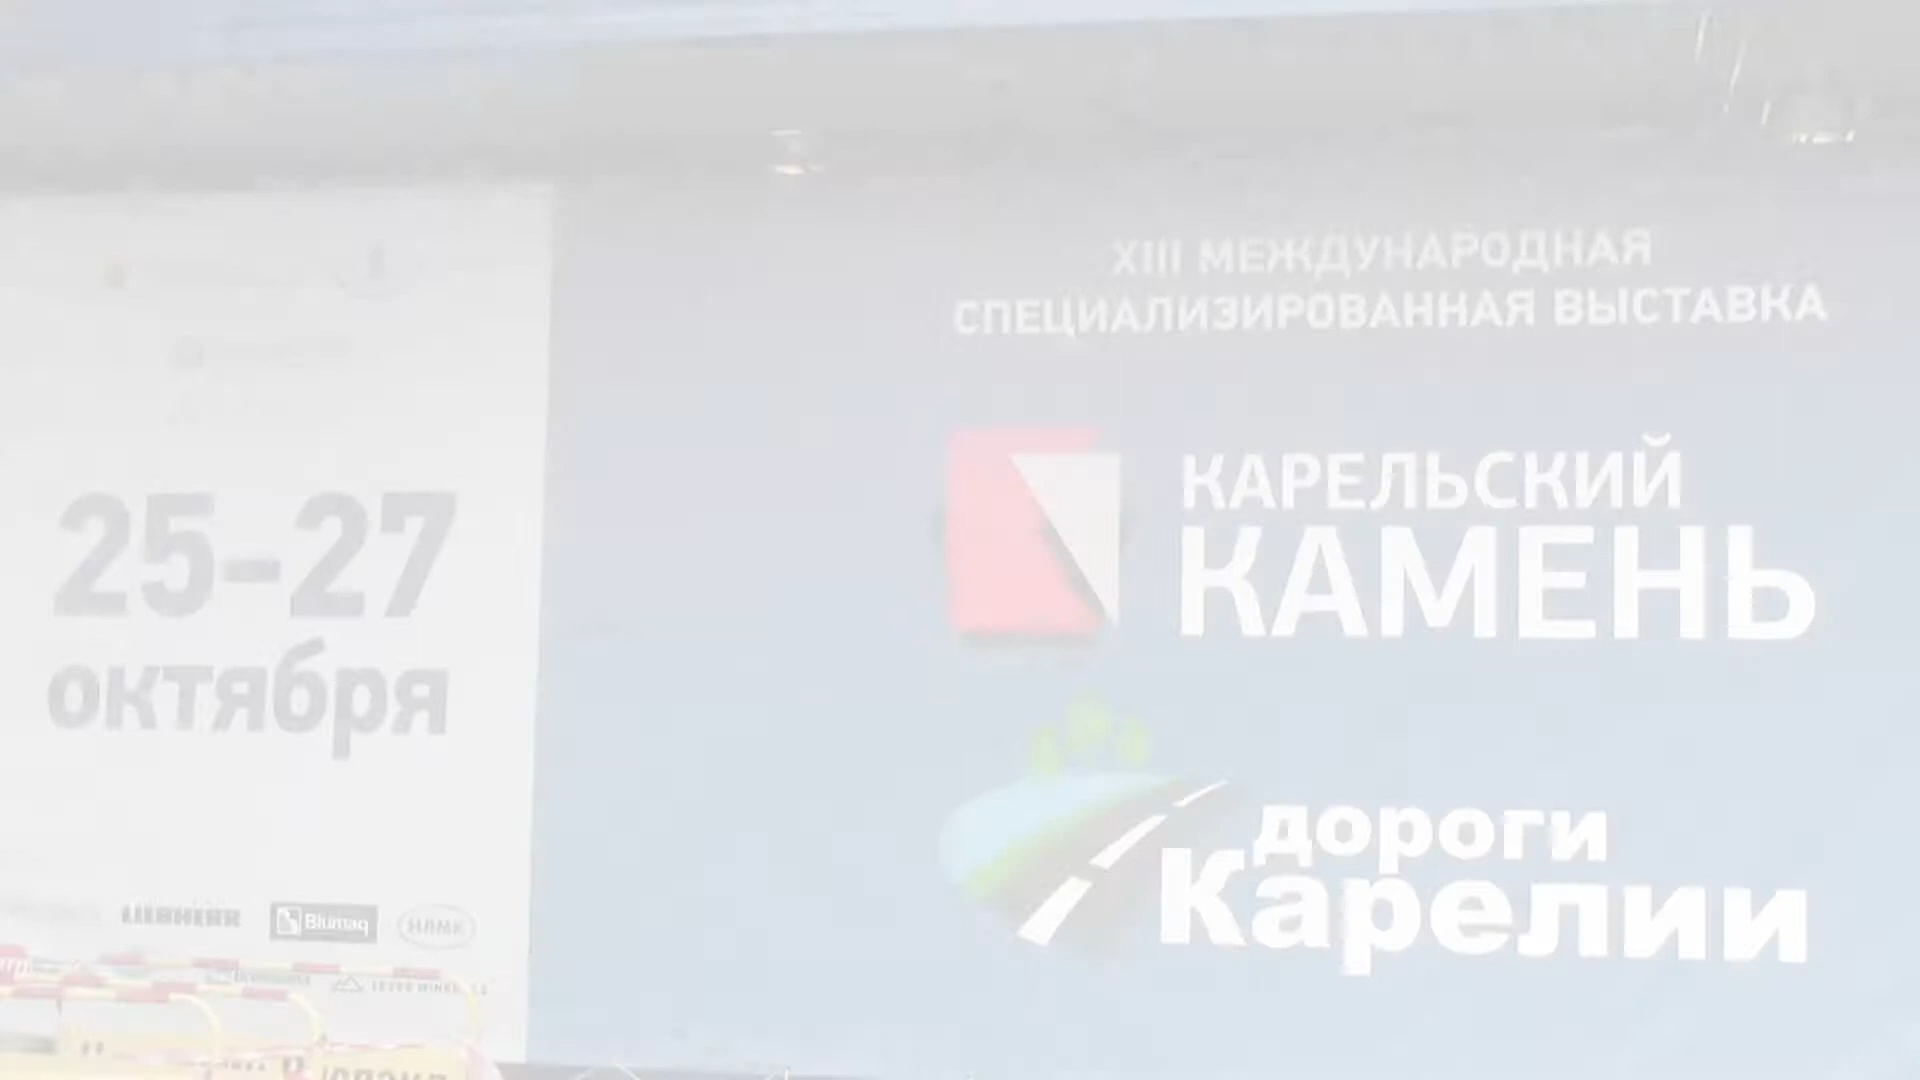 25-27
октября
LIEBHERR
Blumaq
XIII МЕЖДУНАРОДНАЯ
СПЕЦИАЛИЗИРОВАННАЯ ВЫСТАВКА
КАРЕЛЬСКИЙ
КАМЕНЬ
дороги
Карелии